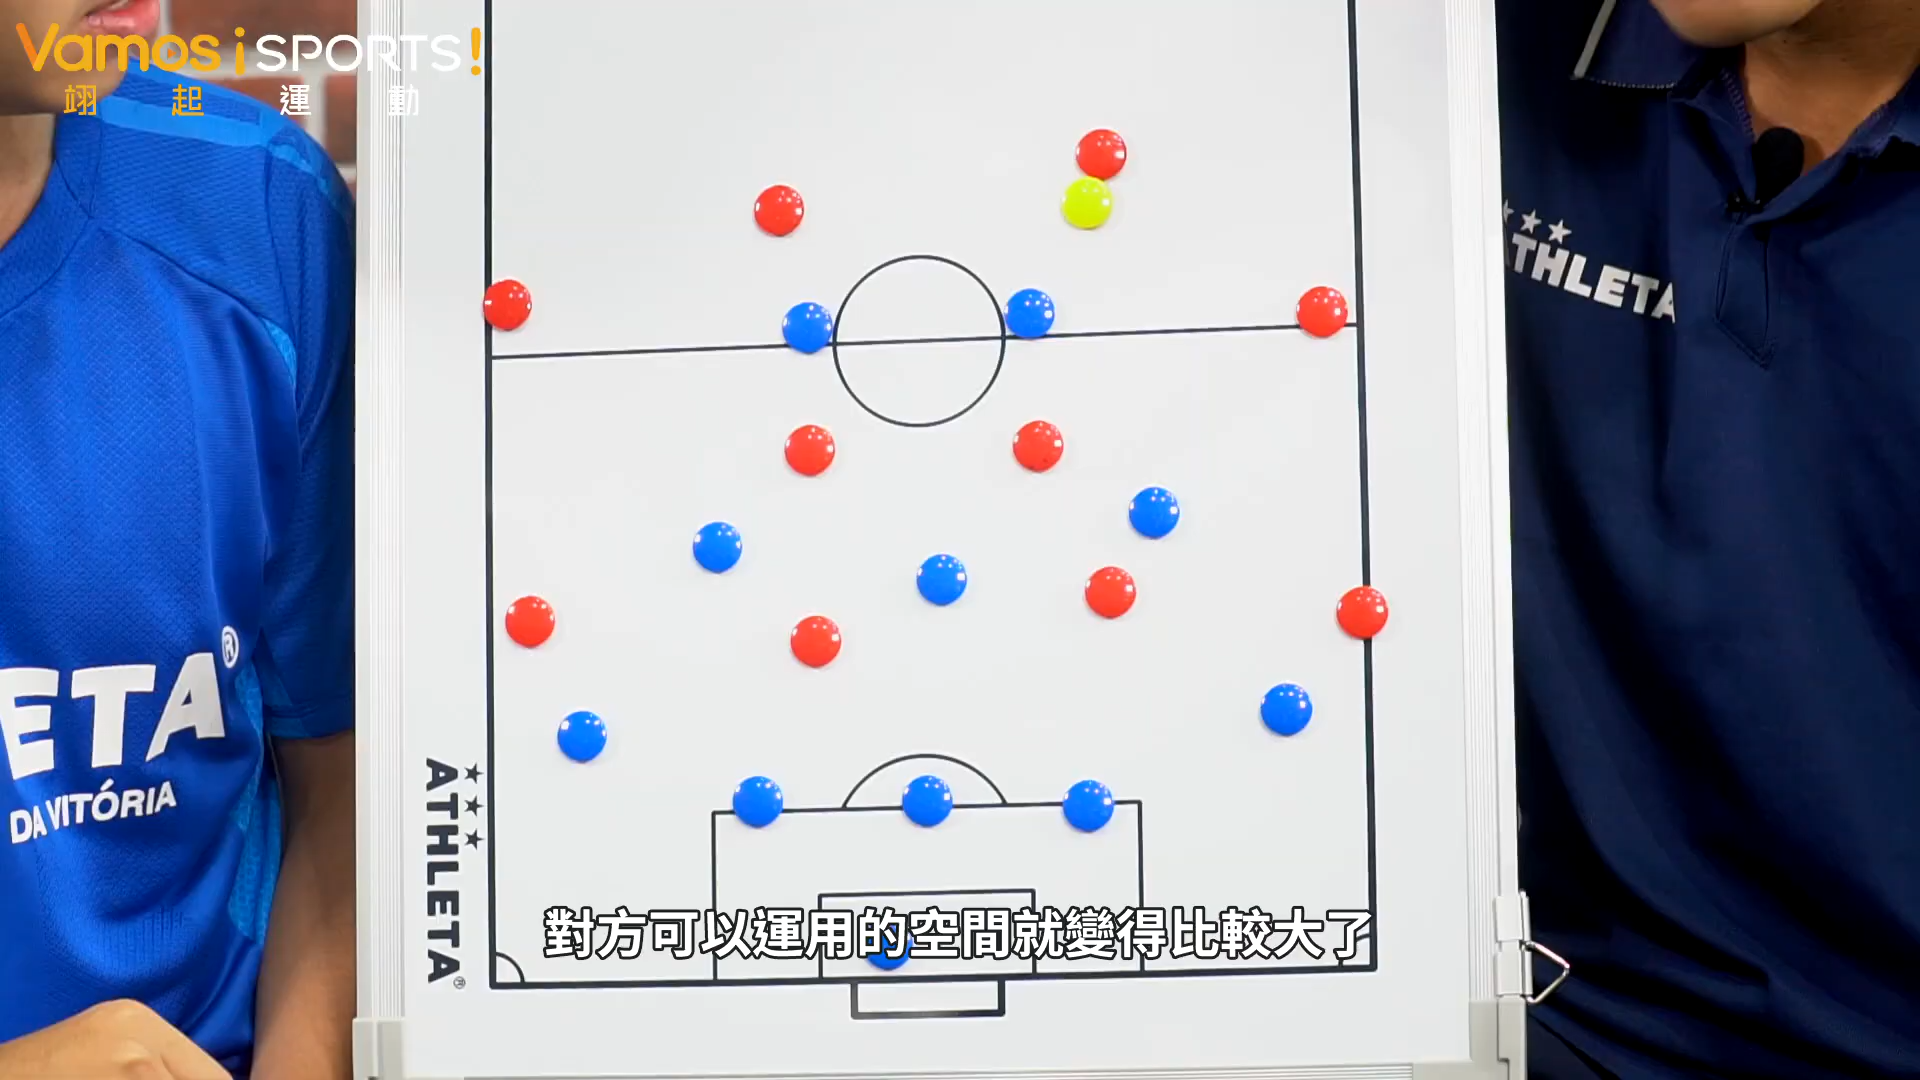 Vamos¡SPORTS!
翊起運動
ATHLETA
ETA®
DA VITÓRIA
ATHLETA®
對方可以運用的空間就變得比較大了